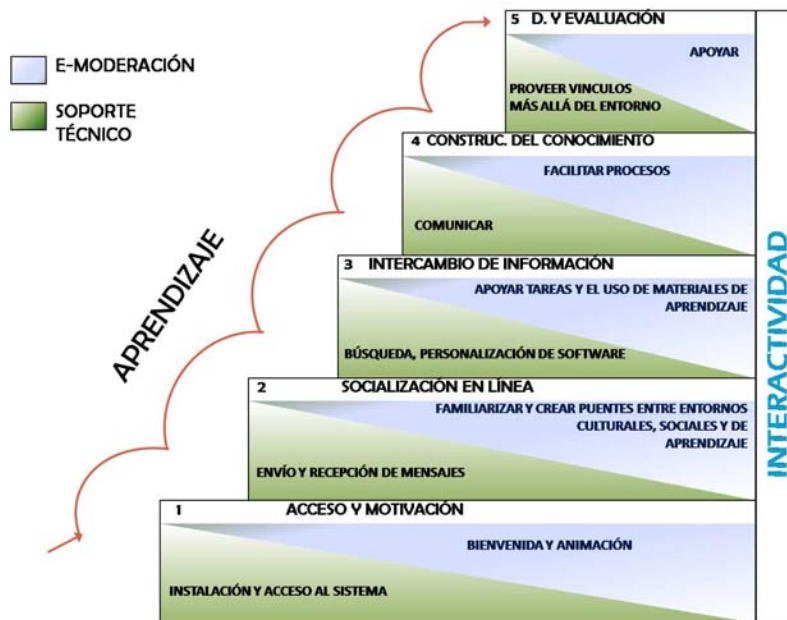 E-MODERACIÓN
SOPORTE
TÉCNICO
APRENDIZAJE
5 D. Y EVALUACIÓN
APOYAR
PROVEER VINCULOS
MÁS ALLÁ DEL ENTORNO
4 CONSTRUC. DEL CONOCIMIENTO
FACILITAR PROCESOS
COMUNICAR
3 INTERCAMBIO DE INFORMACIÓN
APOYAR TAREAS Y EL USO DE MATERIALES DE
APRENDIZAJE
BÚSQUEDA, PERSONALIZACIÓN DE SOFTWARE
2 SOCIALIZACIÓN EN LÍNEA
FAMILIARIZAR Y CREAR PUENTES ENTRE ENTORNOS
CULTURALES, SOCIALES Y DE
APRENDIZAJE
ENVÍO Y RECEPCIÓN DE MENSAJES
1 ACCESO Y MOTIVACIÓN
BIENVENIDA Y ANIMACIÓN
INSTALACIÓN Y ACCESO AL SISTEMA
INTERACTIVIDAD